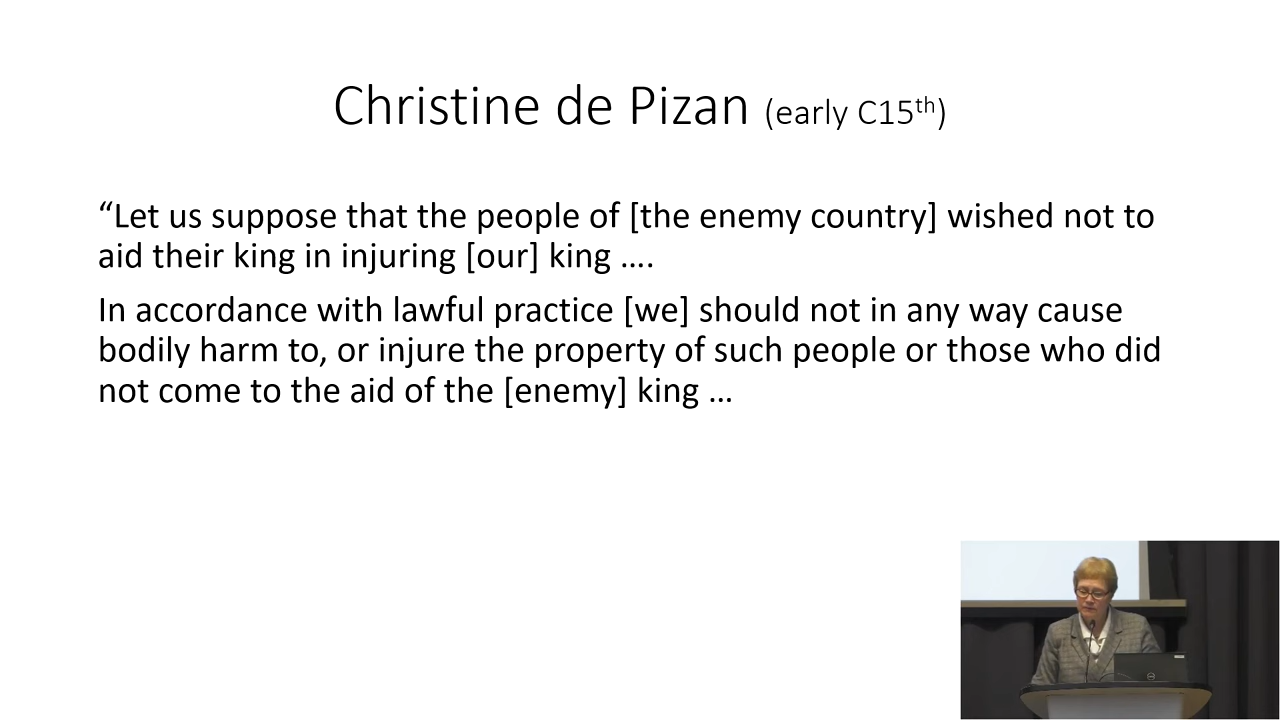 Christine de Pizan (early C15th)
“Let us suppose that the people of [the enemy country] wished not to
aid their king in injuring [our] king ….
In accordance with lawful practice [we] should not in any way cause
bodily harm to, or injure the property of such people or those who did
not come to the aid of the [enemy] king …